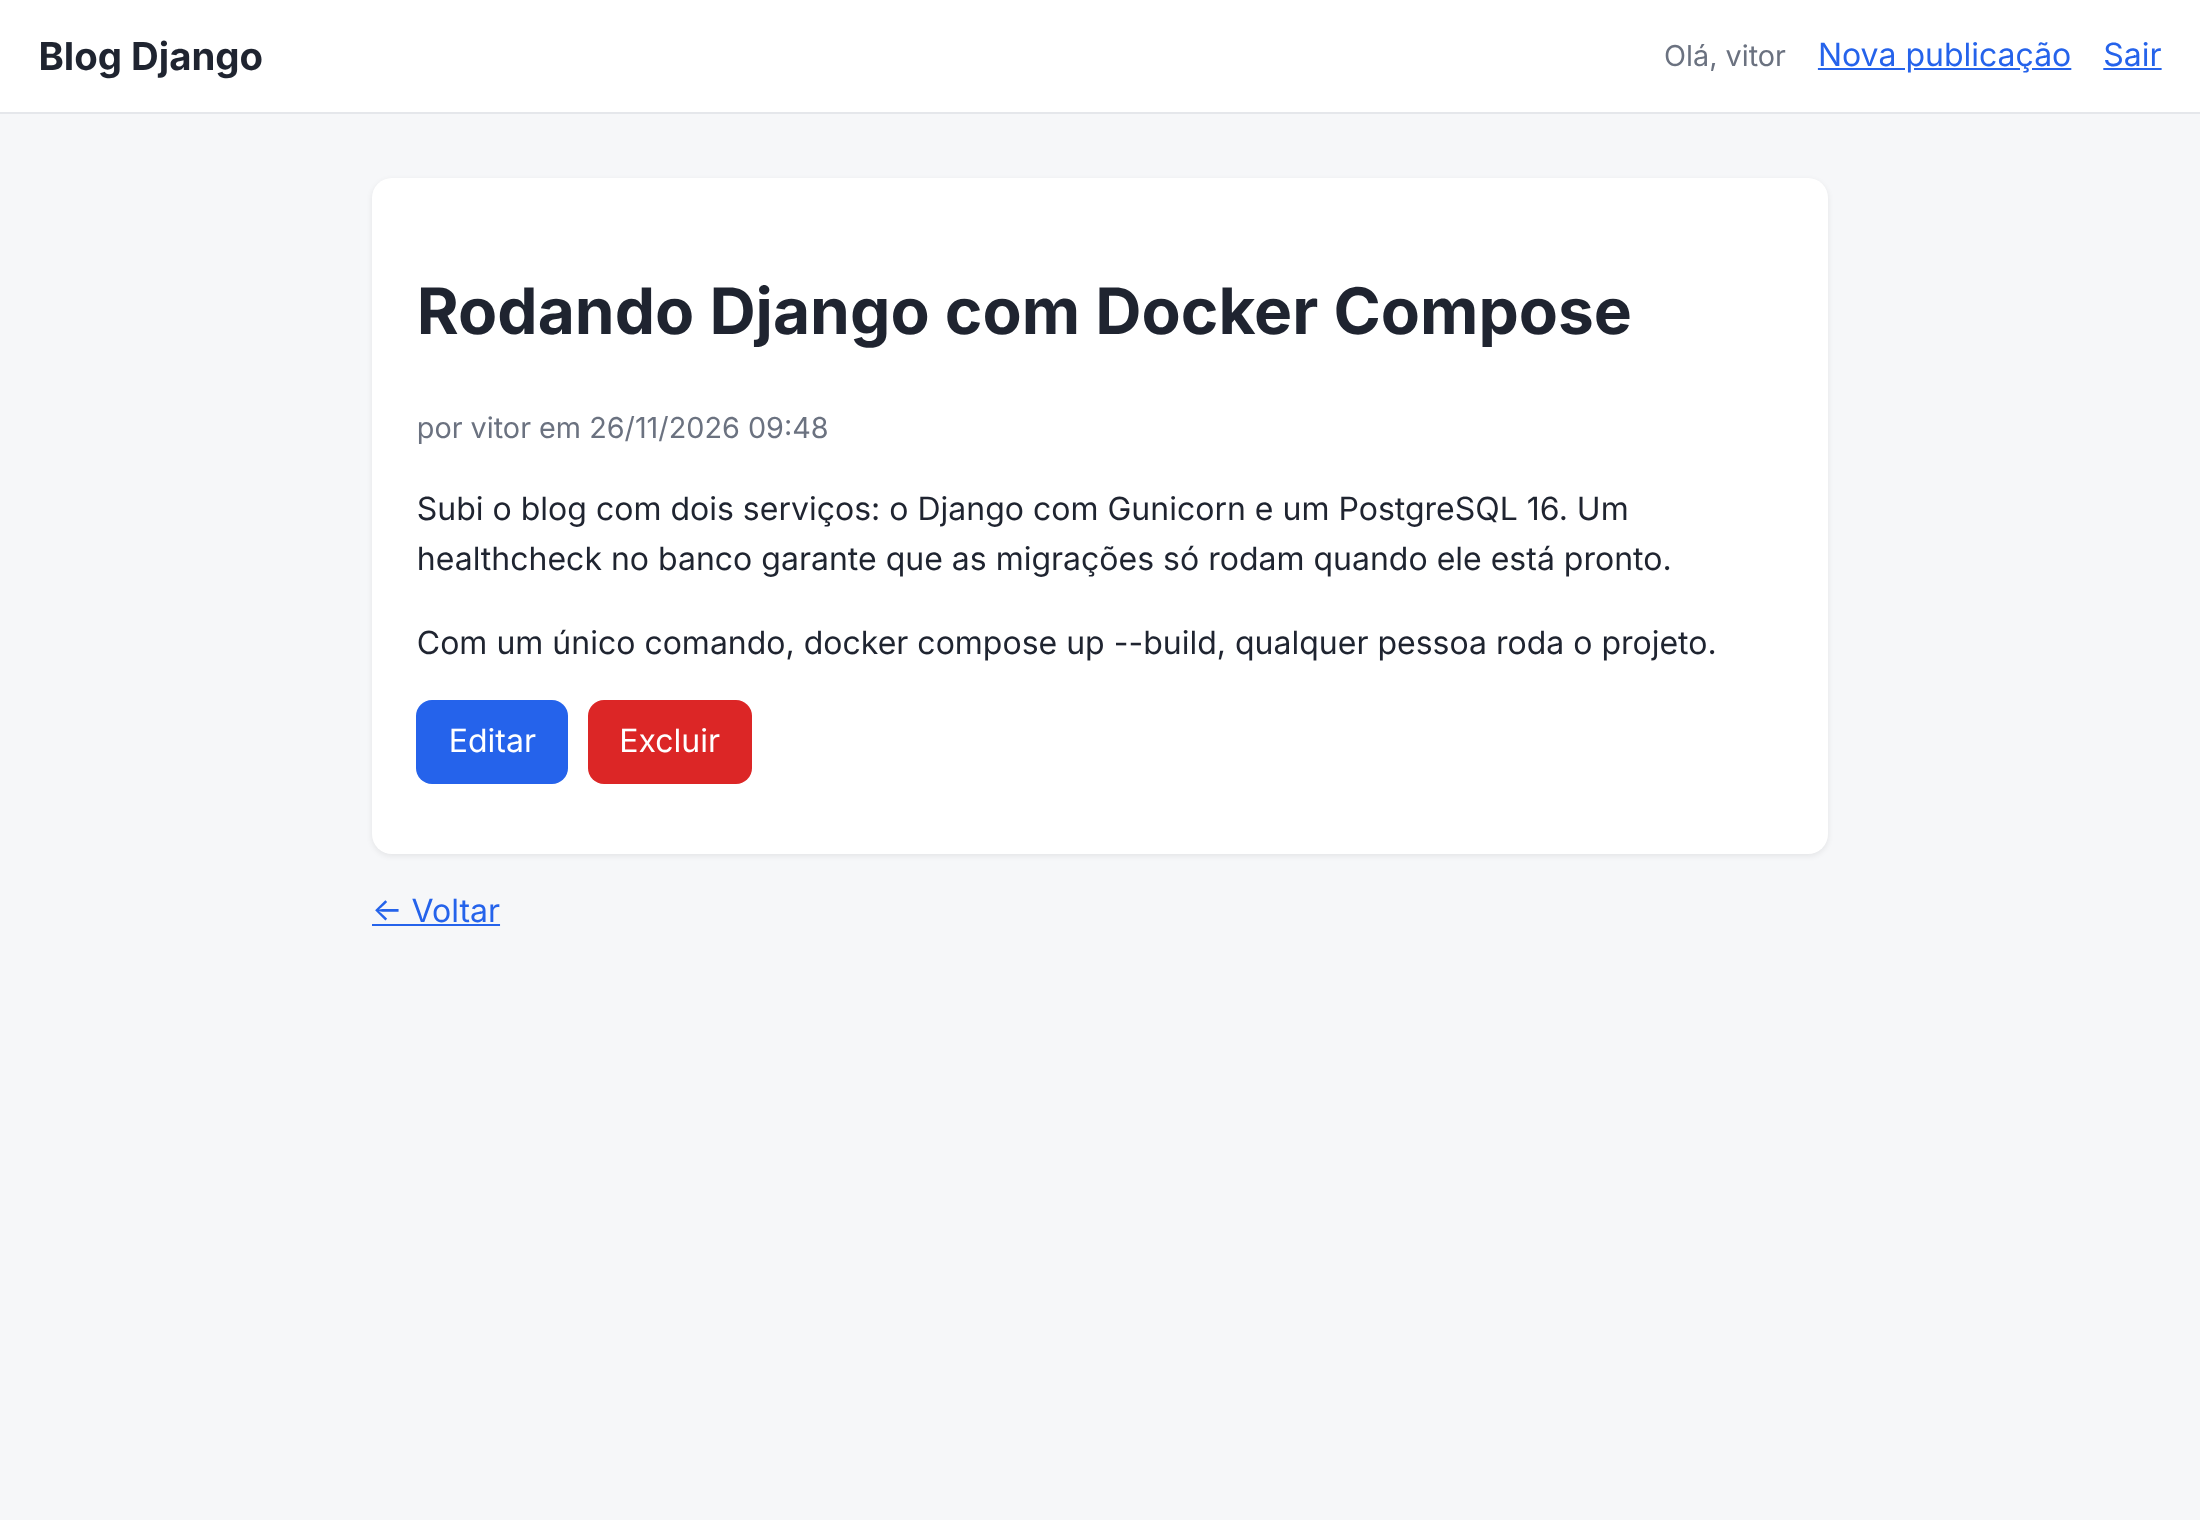 Blog Django
Olá, vitor Nova publicação Sair
Rodando Django com Docker Compose
por vitor em 26/11/2026 09:48
Subi o blog com dois serviços: o Django com Gunicorn e um PostgreSQL 16. Um
healthcheck no banco garante que as migrações só rodam quando ele está pronto.
Com um único comando, docker compose up --build, qualquer pessoa roda o projeto.
Editar Excluir
← Voltar